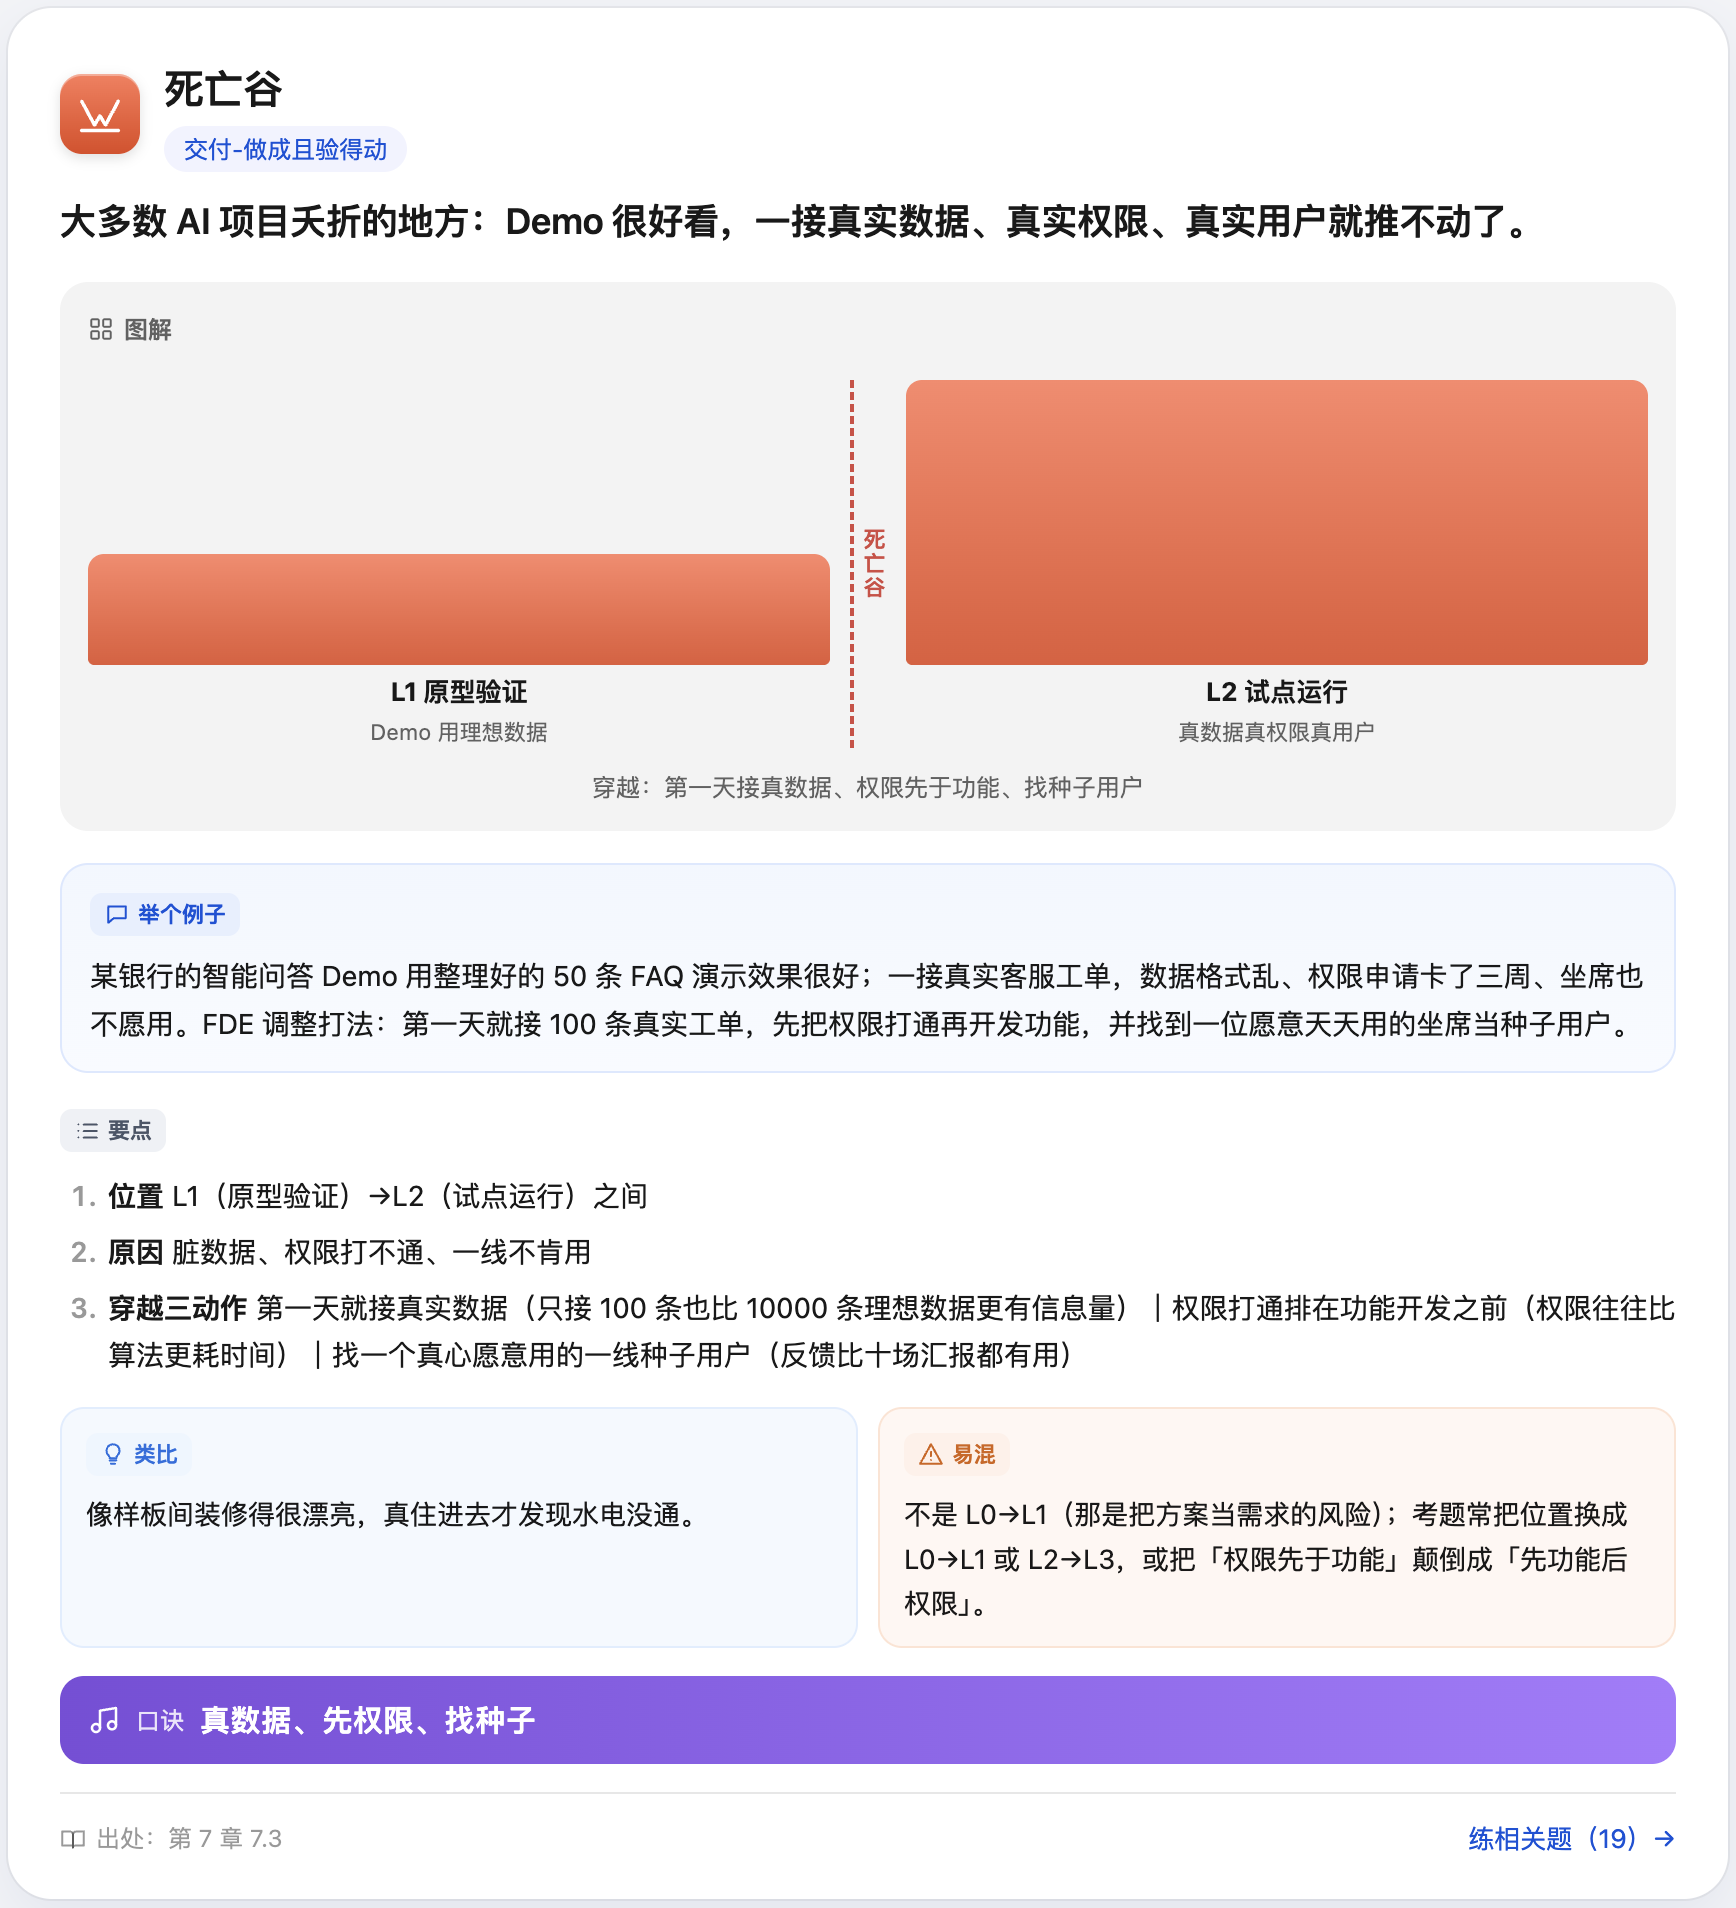 死亡谷
交付-做成且验得动
大多数 AI 项目夭折的地方：Demo 很好看，一接真实数据、真实权限、真实用户就推不动了。
图解
死亡谷
L1 原型验证
Demo 用理想数据
L2 试点运行
真数据真权限真用户
穿越：第一天接真数据、权限先于功能、找种子用户
举个例子
某银行的智能问答 Demo 用整理好的 50 条 FAQ 演示效果很好；一接真实客服工单，数据格式乱、权限申请卡了三周、坐席也
不愿用。FDE 调整打法：第一天就接 100 条真实工单，先把权限打通再开发功能，并找到一位愿意天天用的坐席当种子用户。
要点
1. 位置 L1（原型验证）→L2（试点运行）之间
2. 原因 脏数据、权限打不通、一线不肯用
3. 穿越三动作 第一天就接真实数据（只接 100 条也比 10000 条理想数据更有信息量）｜权限打通排在功能开发之前（权限往往比
算法更耗时间）｜找一个真心愿意用的一线种子用户（反馈比十场汇报都有用）
类比
像样板间装修得很漂亮，真住进去才发现水电没通。
易混
不是 L0→L1（那是把方案当需求的风险）；考题常把位置换成
L0→L1 或 L2→L3，或把「权限先于功能」颠倒成「先功能后
权限」。
口诀 真数据、先权限、找种子
出处：第 7 章 7.3
练相关题（19）→